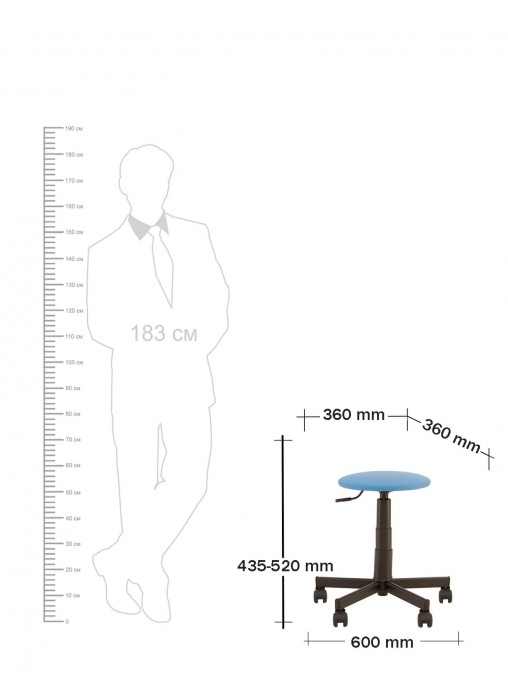 190 см
180 см
170 см
160 см
150 см
140 см
130 см
120 см
110 см
100 см
90 см
80 см
70 см
60 см
50 см
40 см
30 см
20 см
10 см
0
183 см
360 mm
360 mm
435-520 mm
600 mm